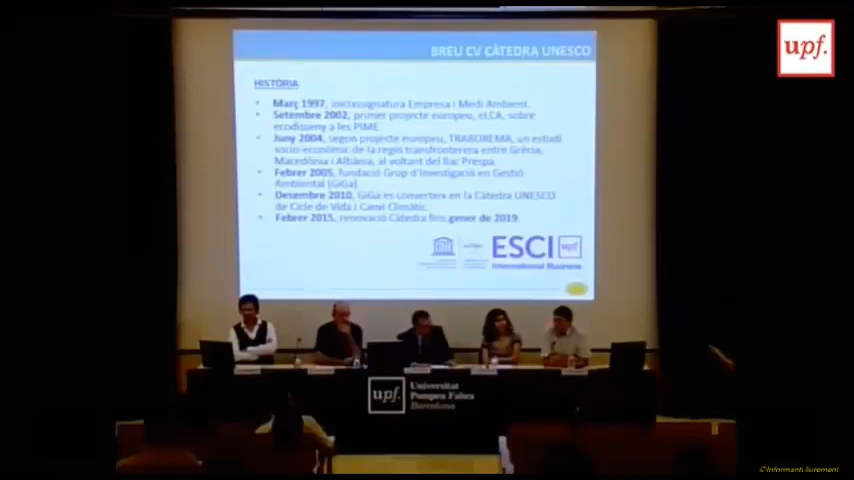 BREU CV CÀTEDRA UNESCO
upf.
HISTÒRIA
• Març 1997, inicio assignatura Empresa i Medi Ambient.
• Setembre 2002, primer projecte europeu, eLCA, sobre
ecodisseny a les PIME.
• Juny 2004, segon projecte europeu, TRABOREMA, un estudi
socio-econòmic de la regió transfronterera entre Grècia,
Macedònia i Albània, al voltant del llac Prespa.
• Febrer 2005, fundació Grup d'Investigació en Gestió
Ambiental (GiGa).
• Desembre 2010, GiGa es converteix en la Càtedra UNESCO
de Cicle de Vida i Canvi Climàtic.
• Febrer 2015, renovació Càtedra fins gener de 2019.
ESCI upf
International Business
upf. Universitat
Pompeu Fabra
Barcelona